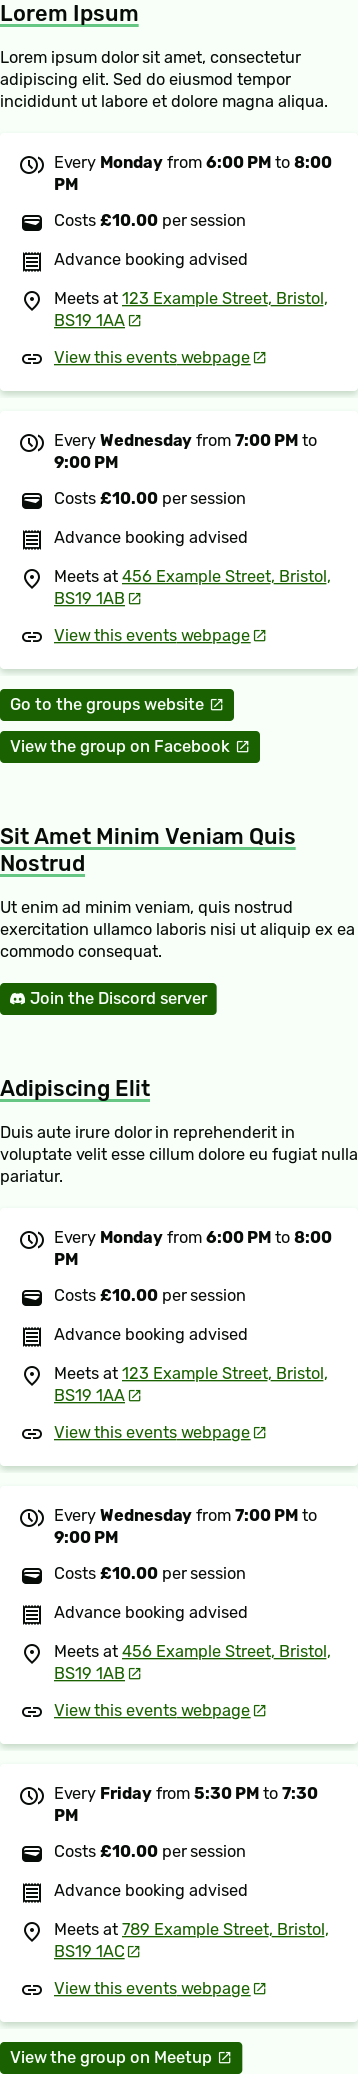 Lorem Ipsum
Lorem ipsum dolor sit amet, consectetur
adipiscing elit. Sed do eiusmod tempor
incididunt ut labore et dolore magna aliqua.
Every Monday from 6:00 PM to 8:00
PM
Costs £10.00 per session
Advance booking advised
Meets at 123 Example Street, Bristol,
BS19 1AA
View this events webpage
Every Wednesday from 7:00 PM to
9:00 PM
Costs £10.00 per session
Advance booking advised
Meets at 456 Example Street, Bristol,
BS19 1AB
View this events webpage
Go to the groups website
View the group on Facebook
Sit Amet Minim Veniam Quis
Nostrud
Ut enim ad minim veniam, quis nostrud
exercitation ullamco laboris nisi ut aliquip ex ea
commodo consequat.
Join the Discord server
Adipiscing Elit
Duis aute irure dolor in reprehenderit in
voluptate velit esse cillum dolore eu fugiat nulla
pariatur.
Every Monday from 6:00 PM to 8:00
PM
Costs £10.00 per session
Advance booking advised
Meets at 123 Example Street, Bristol,
BS19 1AA
View this events webpage
Every Wednesday from 7:00 PM to
9:00 PM
Costs £10.00 per session
Advance booking advised
Meets at 456 Example Street, Bristol,
BS19 1AB
View this events webpage
Every Friday from 5:30 PM to 7:30
PM
Costs £10.00 per session
Advance booking advised
Meets at 789 Example Street, Bristol,
BS19 1AC
View this events webpage
View the group on Meetup